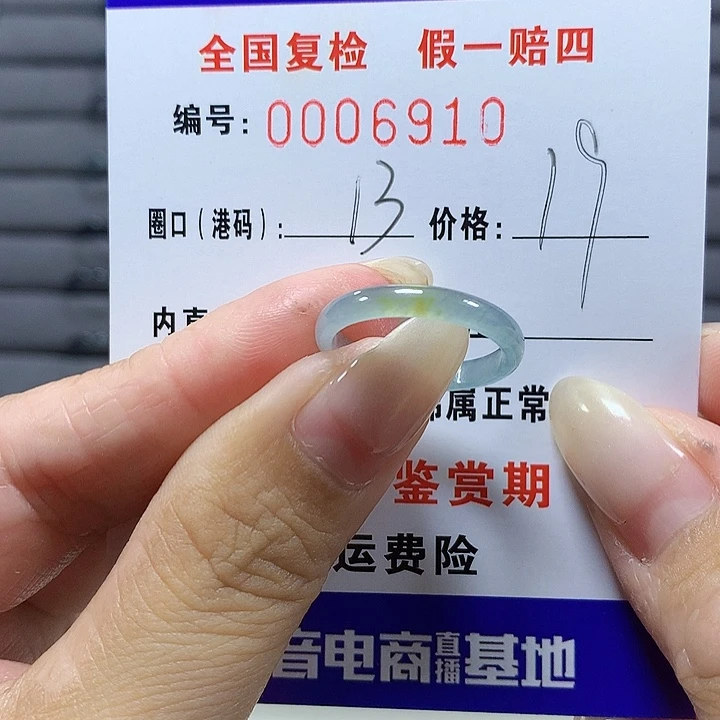 全国复检 假一赔四
编号: 0006910
圈口(港码): 13 价格: 19
内直
属正常
鉴赏期
运费险
音电商直播基地